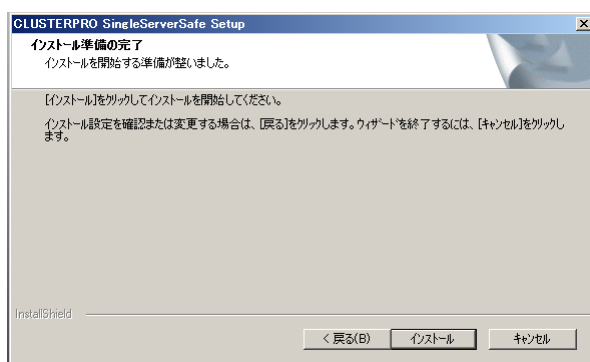 CLUSTERPRO SingleServerSafe Setup
インストール準備の完了
インストールを開始する準備が整いました。
[インストール]をクリックしてインストールを開始してください。
インストール設定を確認または変更する場合は、[戻る]をクリックします。ウィザードを終了するには、[キャンセル]をクリックし
ます。
InstallShield
< 戻る(B)
インストール
キャンセル